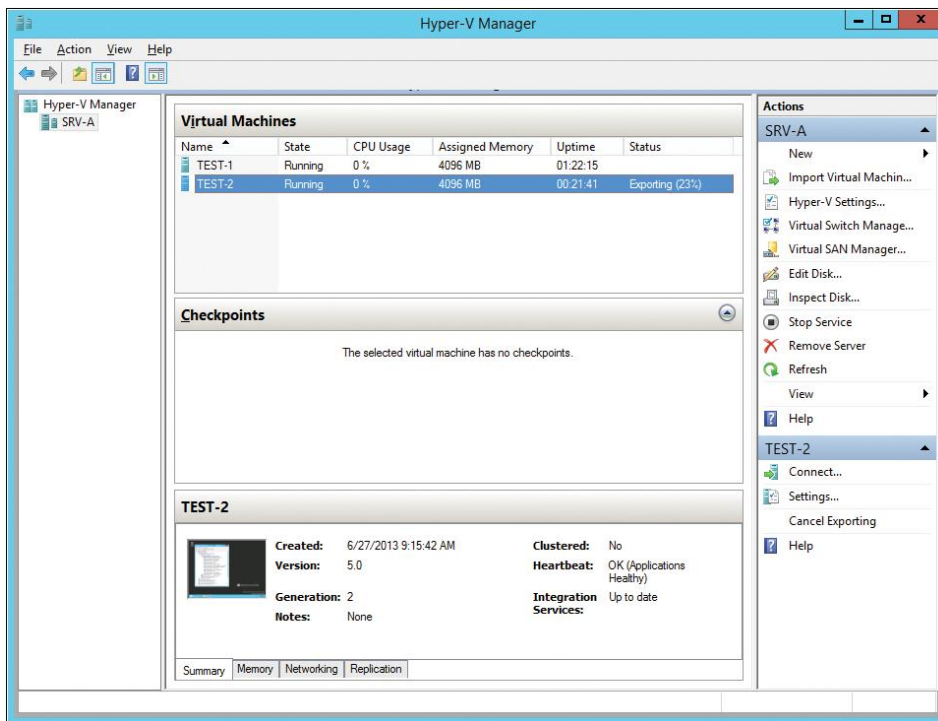 Hyper-V Manager
File Action View Help
Hyper-V Manager
SRV-A
Virtual Machines
Name State CPU Usage Assigned Memory Uptime Status
TEST-1 Running 0 % 4096 MB 01:22:15
TEST-2 Running 0 % 4096 MB 00:21:41 Exporting (23%)
Checkpoints
The selected virtual machine has no checkpoints.
TEST-2
Created: 6/27/2013 9:15:42 AM Clustered: No
Version: 5.0 Heartbeat: OK (Applications
Healthy)
Generation: 2 Integration Up to date
Services:
Notes: None
Summary Memory Networking Replication
Actions
SRV-A
New
Import Virtual Machin...
Hyper-V Settings...
Virtual Switch Manage...
Virtual SAN Manager...
Edit Disk...
Inspect Disk...
Stop Service
Remove Server
Refresh
View
Help
TEST-2
Connect...
Settings...
Cancel Exporting
Help